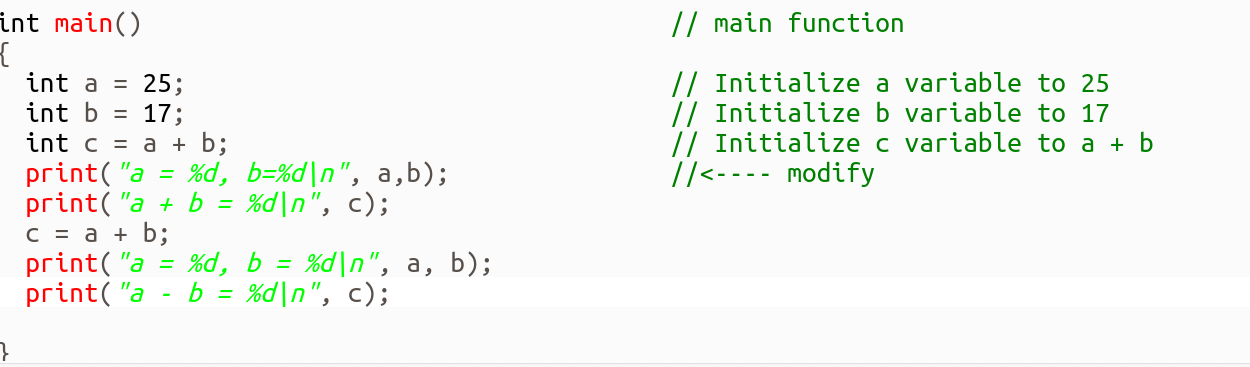 int main() // main function
{
int a = 25; // Initialize a variable to 25
int b = 17; // Initialize b variable to 17
int c = a + b; // Initialize c variable to a + b
print("a = %d, b=%d\n", a,b); //<---- modify
print("a + b = %d\n", c);
c = a + b;
print("a = %d, b = %d\n", a, b);
print("a - b = %d\n", c);
}